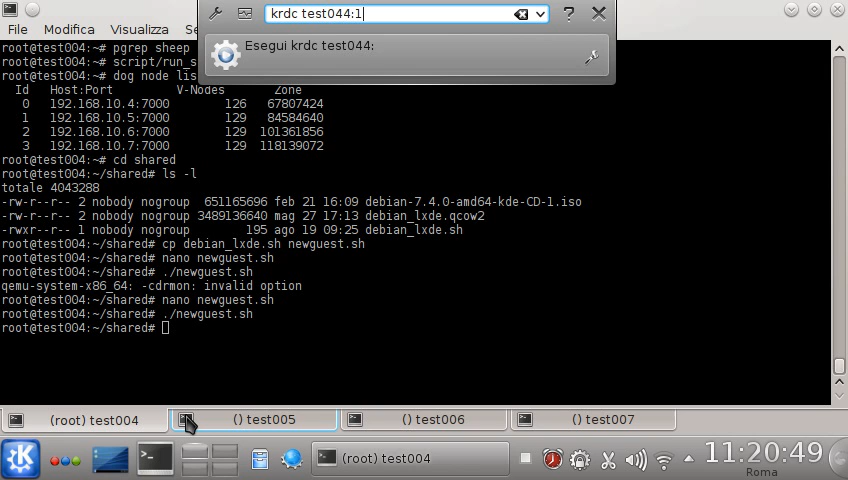 krdc test044:1
File Modifica Visualizza
Esegui krdc test044:
root@test004:~# pgrep sheep
root@test004:~# script/run_s
root@test004:~# dog node lis
Id Host:Port V-Nodes Zone
0 192.168.10.4:7000 126 67807424
1 192.168.10.5:7000 129 84584640
2 192.168.10.6:7000 129 101361856
3 192.168.10.7:7000 129 118139072
root@test004:~# cd shared
root@test004:~/shared# ls -l
totale 4043288
-rw-r--r-- 2 nobody nogroup 651165696 feb 21 16:09 debian-7.4.0-amd64-kde-CD-1.iso
-rw-r--r-- 2 nobody nogroup 3489136640 mag 27 17:13 debian_lxde.qcow2
-rwxr--r-- 1 nobody nogroup 195 ago 19 09:25 debian_lxde.sh
root@test004:~/shared# cp debian_lxde.sh newguest.sh
root@test004:~/shared# nano newguest.sh
root@test004:~/shared# ./newguest.sh
qemu-system-x86_64: -cdrmon: invalid option
root@test004:~/shared# nano newguest.sh
root@test004:~/shared# ./newguest.sh
root@test004:~/shared#
(root) test004 () test005 () test006 () test007
(root) test004
11:20:49
Roma